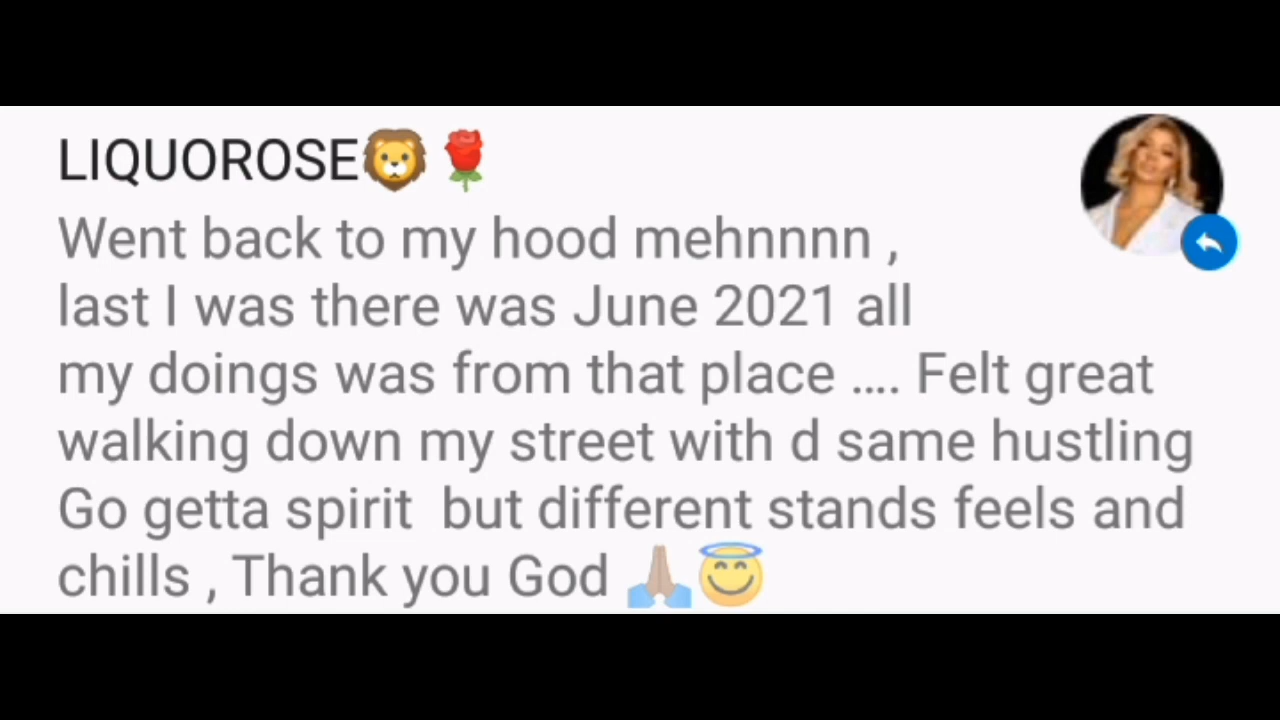 LIQUOROSE🦁🌹
Went back to my hood mehnnnn ,
last I was there was June 2021 all
my doings was from that place .... Felt great
walking down my street with d same hustling
Go getta spirit  but different stands feels and
chills , Thank you God 🙏🏽😇